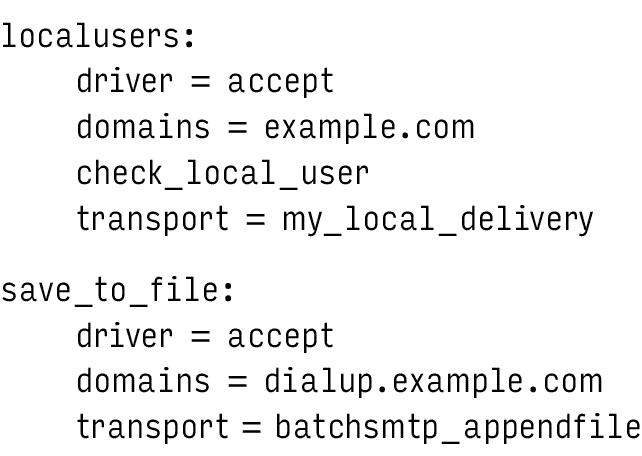 localusers:
    driver = accept
    domains = example.com
    check_local_user
    transport = my_local_delivery
save_to_file:
    driver = accept
    domains = dialup.example.com
    transport = batchsmtp_appendfile